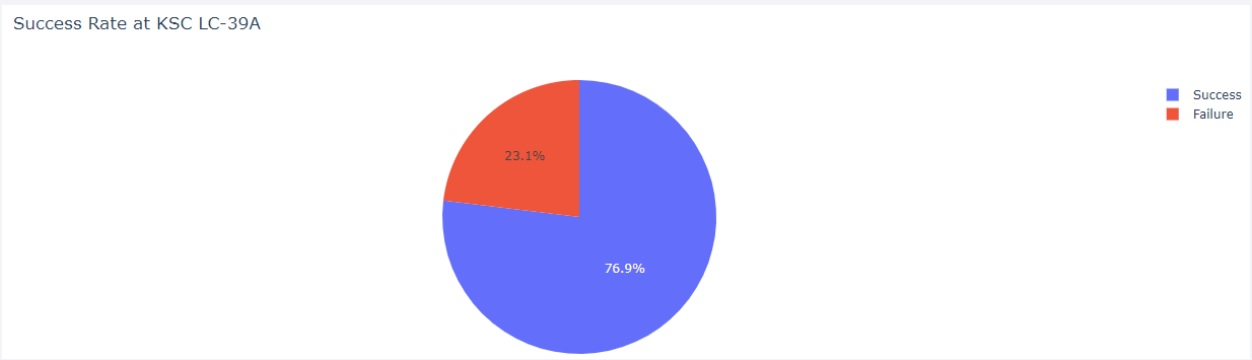 Success Rate at KSC LC-39A
Success
Failure
23.1%
76.9%